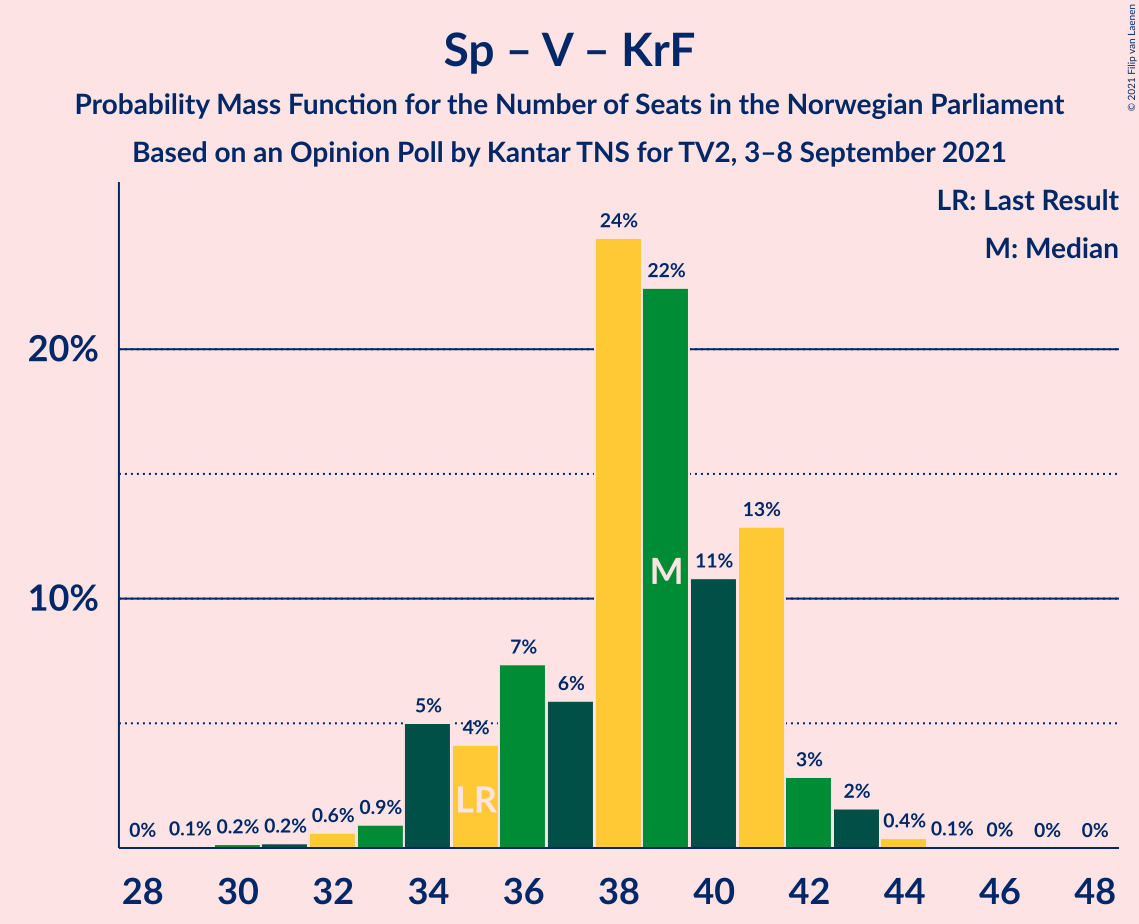 Sp – V – KrF
Probability Mass Function for the Number of Seats in the Norwegian Parliament
Based on an Opinion Poll by Kantar TNS for TV2, 3–8 September 2021
© 2021 Filip van Laenen
LR: Last Result
M: Median
24%
22%
20%
13%
11%
M
10%
7%
6%
5%
4%
3%
2%
LR
0% 0.1% 0.2% 0.2% 0.6% 0.9% 0.4% 0.1% 0% 0% 0%
28 30 32 34 36 38 40 42 44 46 48